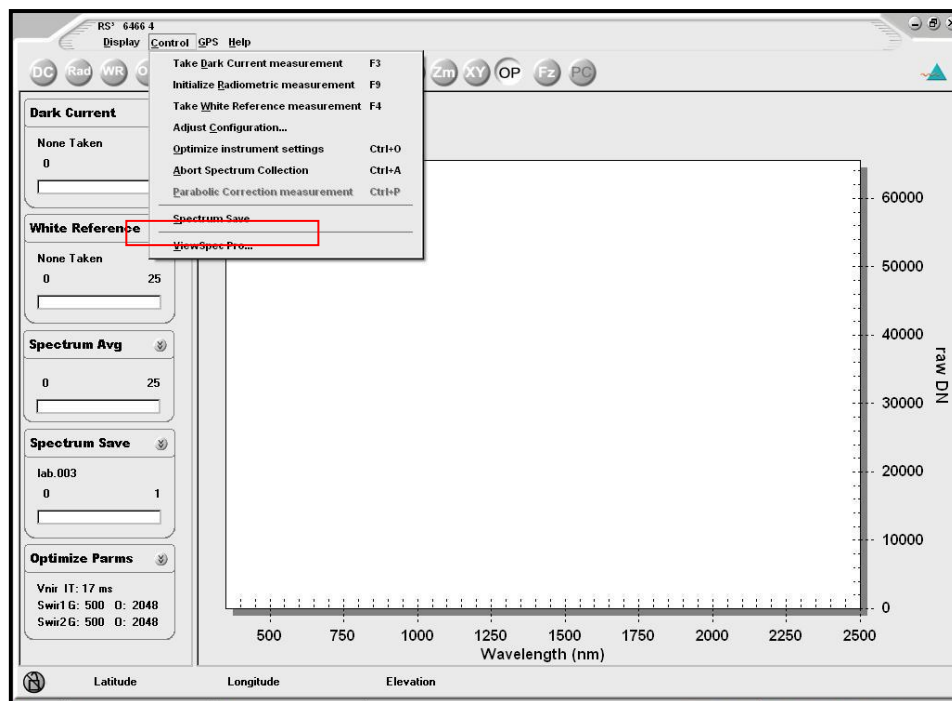 RS³ 6466 4
Display Control GPS Help
DC Rad WR O Zm XY OP Fz PC
Take Dark Current measurement F3
Initialize Radiometric measurement F9
Take White Reference measurement F4
Adjust Configuration...
Optimize instrument settings Ctrl+O
Abort Spectrum Collection Ctrl+A
Parabolic Correction measurement Ctrl+P
Spectrum Save
ViewSpec Pro...
Dark Current
None Taken
0
White Reference
None Taken
0 25
Spectrum Avg
0 25
Spectrum Save
lab.003
0 1
Optimize Parms
Vnir IT: 17 ms
Swir1 G: 500 O: 2048
Swir2 G: 500 O: 2048
60000
50000
40000
30000
20000
10000
0
raw DN
500 750 1000 1250 1500 1750 2000 2250 2500
Wavelength (nm)
Latitude Longitude Elevation